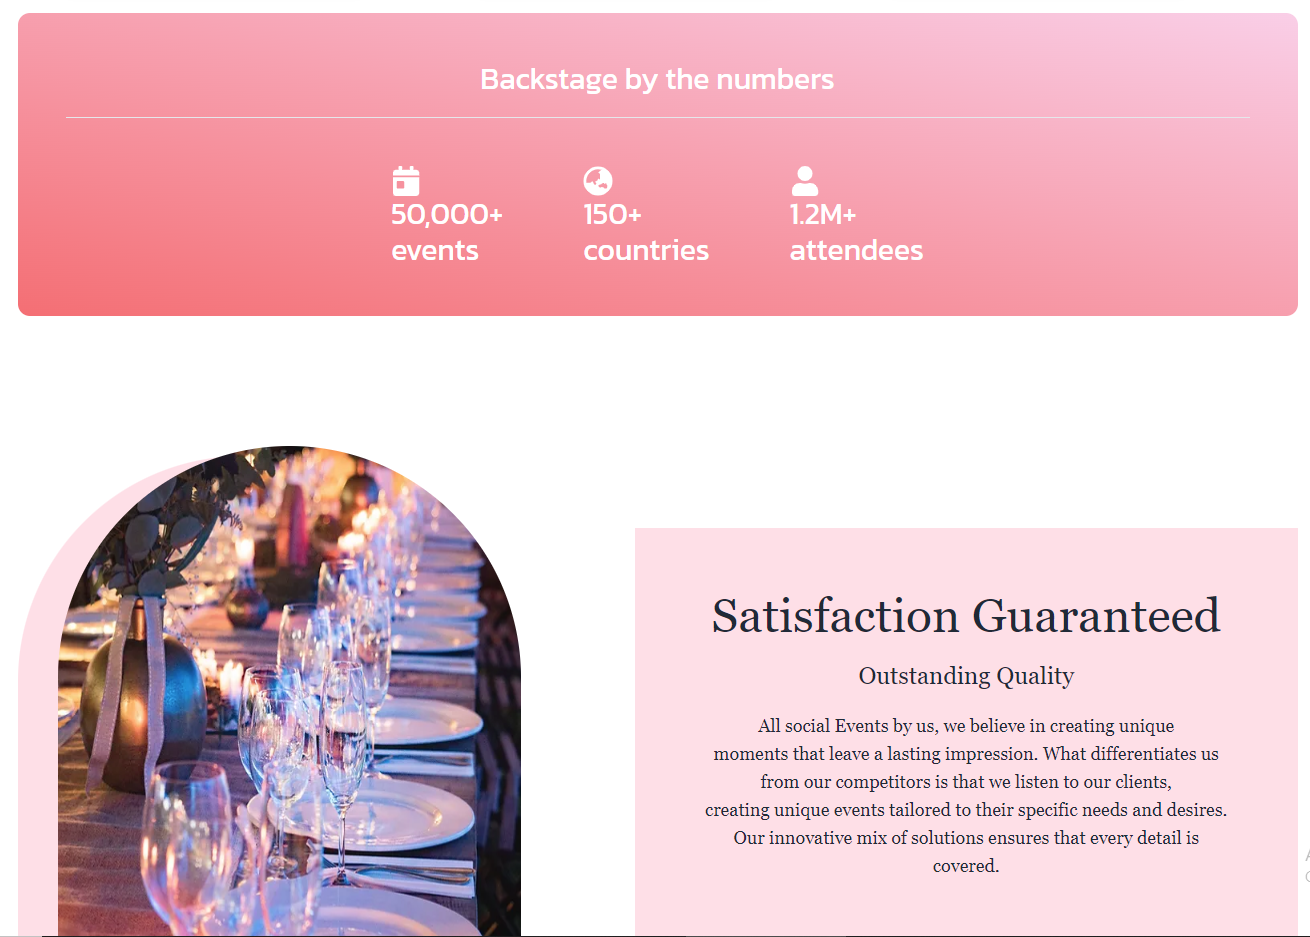 Backstage by the numbers
50,000+ 150+ 1.2M+
events countries attendees
Satisfaction Guaranteed
Outstanding Quality
All social Events by us, we believe in creating unique
moments that leave a lasting impression. What differentiates us
from our competitors is that we listen to our clients,
creating unique events tailored to their specific needs and desires.
Our innovative mix of solutions ensures that every detail is
covered.